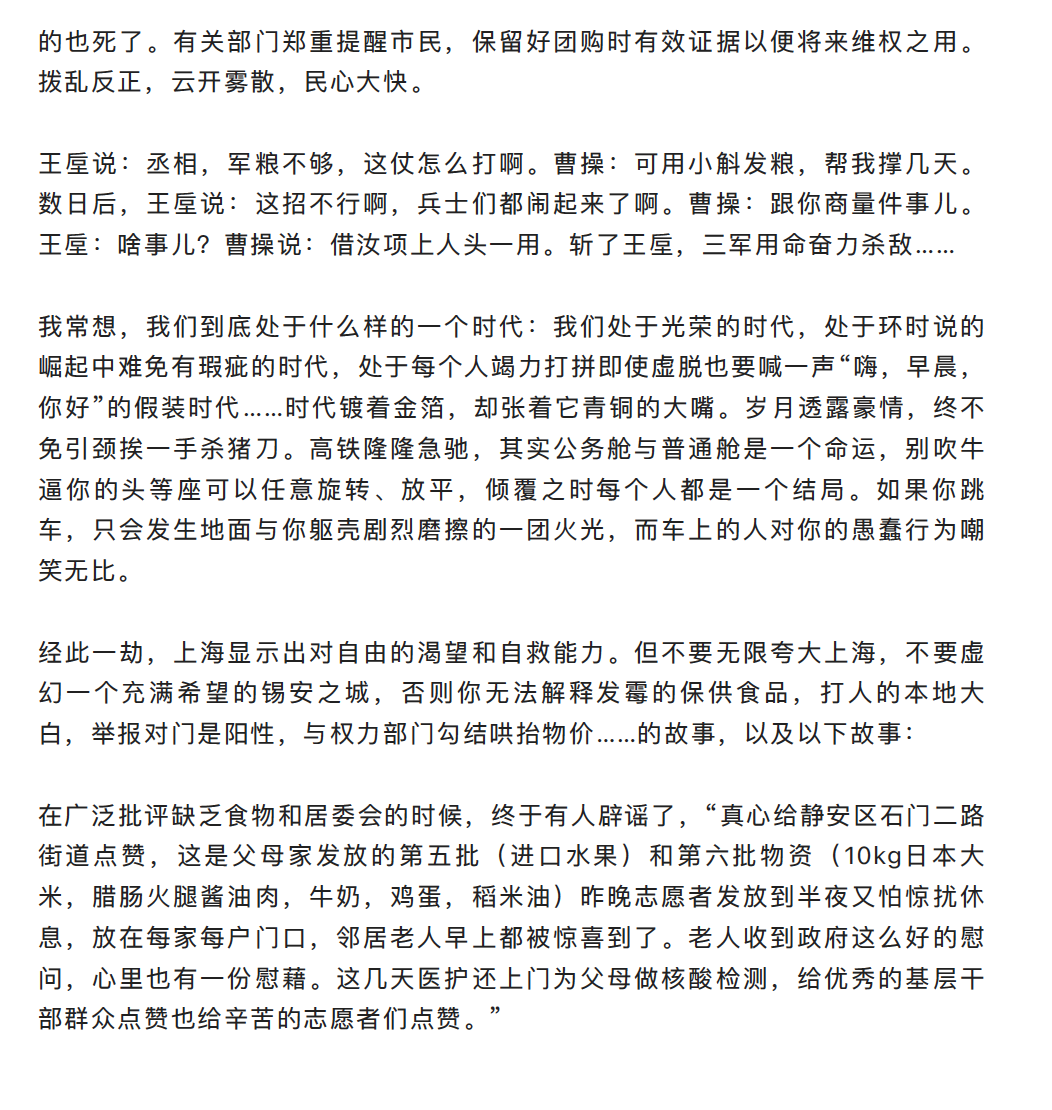 的也死了。有关部门郑重提醒市民，保留好团购时有效证据以便将来维权之用。
拨乱反正，云开雾散，民心大快。
王垕说：丞相，军粮不够，这仗怎么打啊。曹操：可用小斛发粮，帮我撑几天。
数日后，王垕说：这招不行啊，兵士们都闹起来了啊。曹操：跟你商量件事儿。
王垕：啥事儿？曹操说：借汝项上人头一用。斩了王垕，三军用命奋力杀敌……
我常想，我们到底处于什么样的一个时代：我们处于光荣的时代，处于环时说的
崛起中难免有瑕疵的时代，处于每个人竭力打拼即使虚脱也要喊一声“嗨，早晨，
你好”的假装时代……时代镀着金箔，却张着它青铜的大嘴。岁月透露豪情，终不
免引颈挨一手杀猪刀。高铁隆隆急驰，其实公务舱与普通舱是一个命运，别吹牛
逼你的头等座可以任意旋转、放平，倾覆之时每个人都是一个结局。如果你跳
车，只会发生地面与你躯壳剧烈磨擦的一团火光，而车上的人对你的愚蠢行为嘲
笑无比。
经此一劫，上海显示出对自由的渴望和自救能力。但不要无限夸大上海，不要虚
幻一个充满希望的锡安之城，否则你无法解释发霉的保供食品，打人的本地大
白，举报对门是阳性，与权力部门勾结哄抬物价……的故事，以及以下故事：
在广泛批评缺乏食物和居委会的时候，终于有人辟谣了，“真心给静安区石门二路
街道点赞，这是父母家发放的第五批（进口水果）和第六批物资（10kg日本大
米，腊肠火腿酱油肉，牛奶，鸡蛋，稻米油）昨晚志愿者发放到半夜又怕惊扰休
息，放在每家每户门口，邻居老人早上都被惊喜到了。老人收到政府这么好的慰
问，心里也有一份慰藉。这几天医护还上门为父母做核酸检测，给优秀的基层干
部群众点赞也给辛苦的志愿者们点赞。”